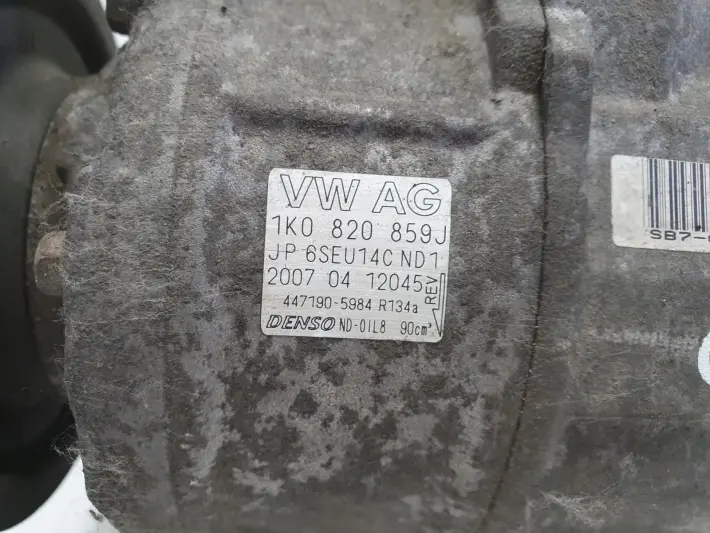 VW AG
1K0 820 859J
JP 6SEU14C ND1
2007 04 12045
REV
447190-5984 R134a
DENSO ND-OIL8 90cm³
SB7-